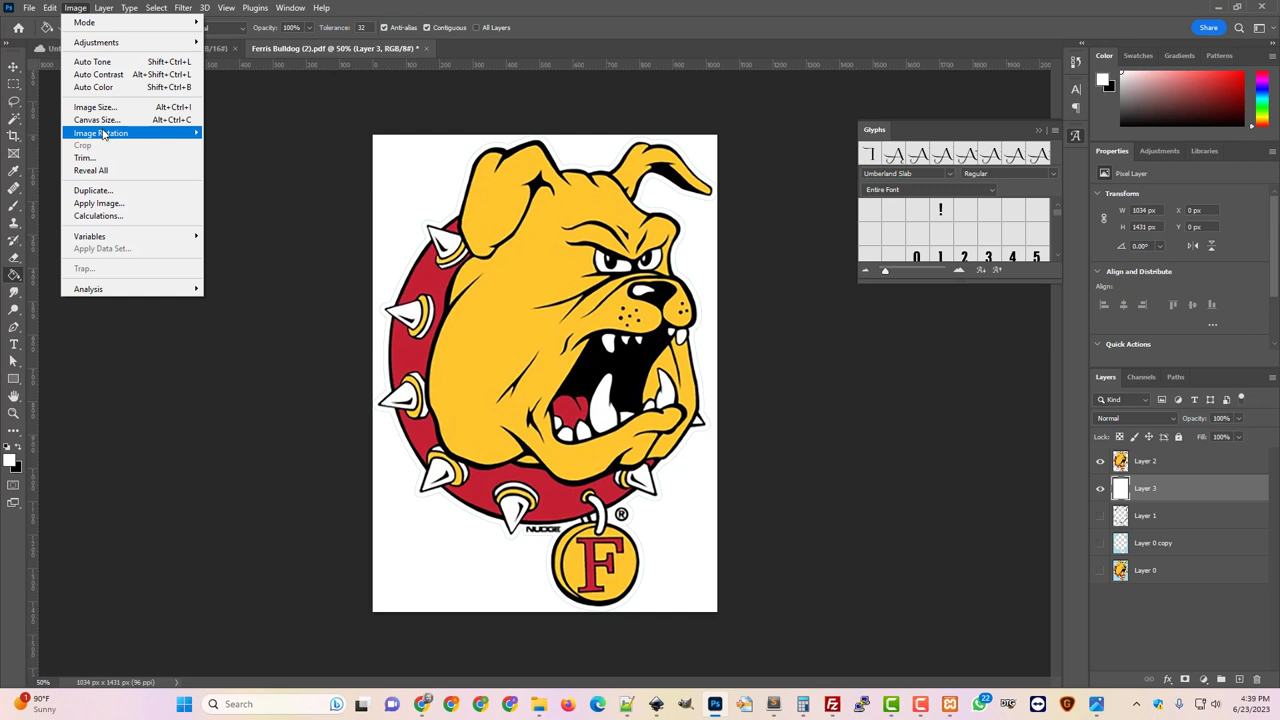 File Edit Image Layer Type Select Filter 3D View Plugins Window Help
Opacity: 100% Tolerance: 32 Anti-alias Contiguous All Layers Share
Ferris Bulldog (2).pdf @ 50% (Layer 3, RGB/8#) *
Mode
Adjustments
Auto Tone Shift+Ctrl+L
Auto Contrast Alt+Shift+Ctrl+L
Auto Color Shift+Ctrl+B
Image Size... Alt+Ctrl+I
Canvas Size... Alt+Ctrl+C
Image Rotation
Crop
Trim...
Reveal All
Duplicate...
Apply Image...
Calculations...
Variables
Apply Data Set...
Trap...
Analysis
®
F
Glyphs
Umberland Slab Regular
Entire Font
!
0 1 2 3 4 5
Color Swatches Gradients Patterns
Properties Adjustments Libraries
Pixel Layer
Transform
W 1034 px X 0 px
H 1431 px Y 0 px
0.00°
Align and Distribute
Align:
Quick Actions
Layers Channels Paths
Kind
Normal Opacity: 100%
Lock: Fill: 100%
Layer 2
Layer 3
Layer 1
Layer 0 copy
Layer 0
50% 1034 px x 1431 px (96 ppi)
90°F
Sunny
Search
22
4:39 PM
6/23/2023